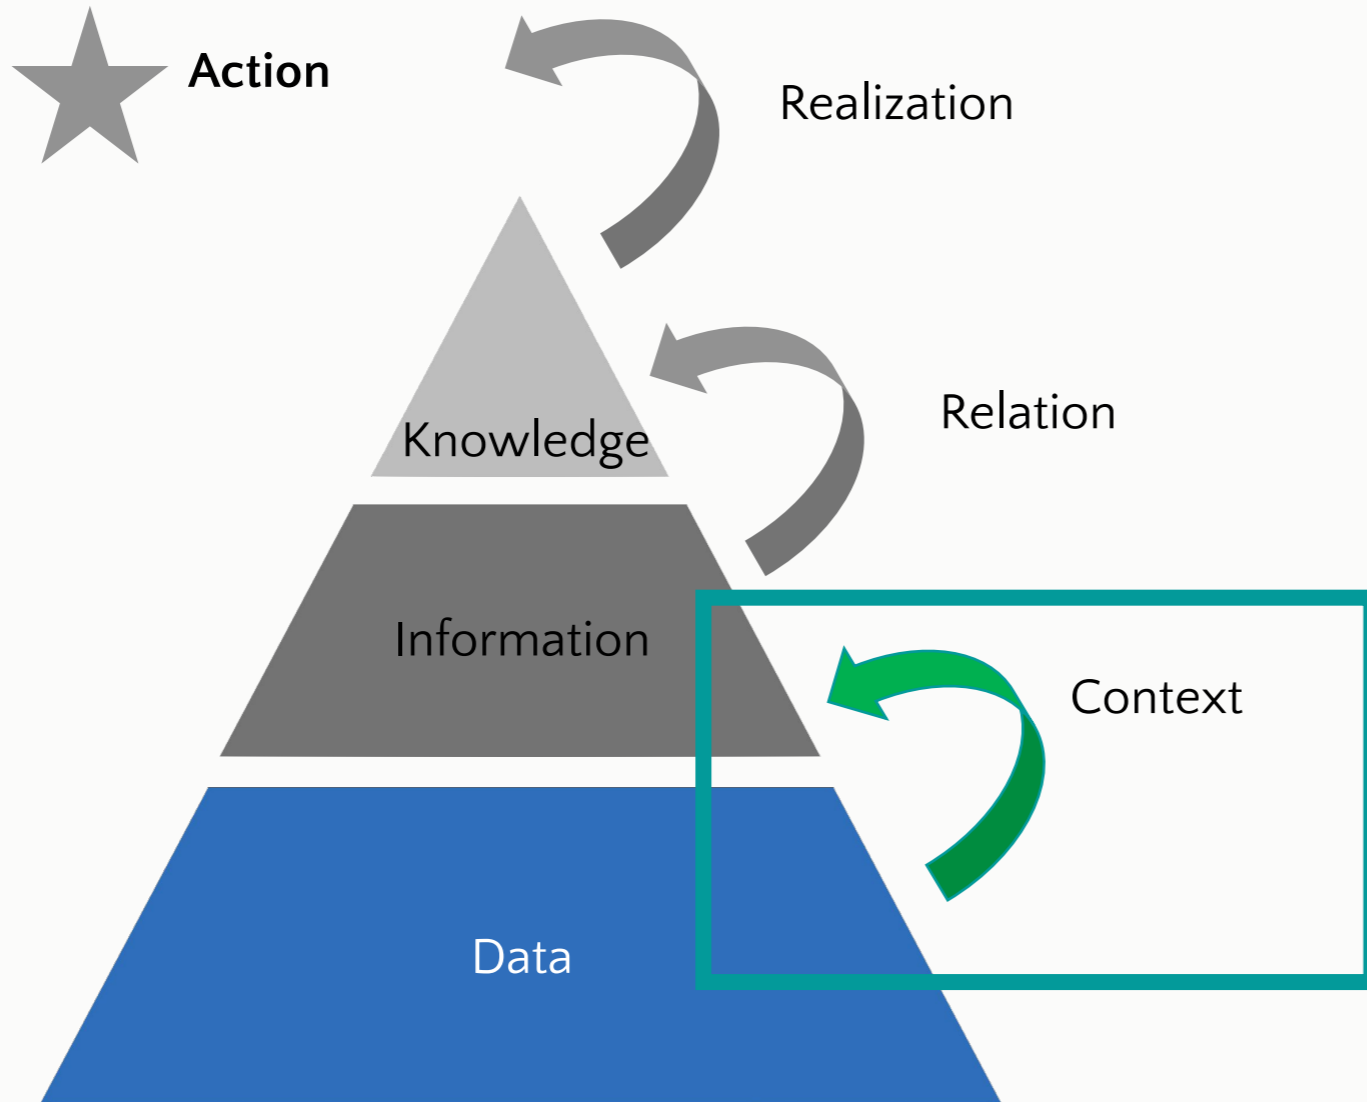 Action
Realization
Relation
Knowledge
Information
Context
Data